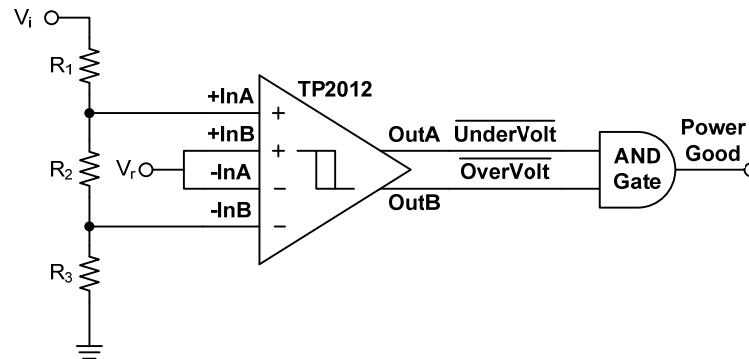 Vi
R1
R2
R3
Vr
TP2012
+InA
+InB
-InA
-InB
+
+
−
−
OutA
OutB
UnderVolt
OverVolt
AND
Gate
Power
Good